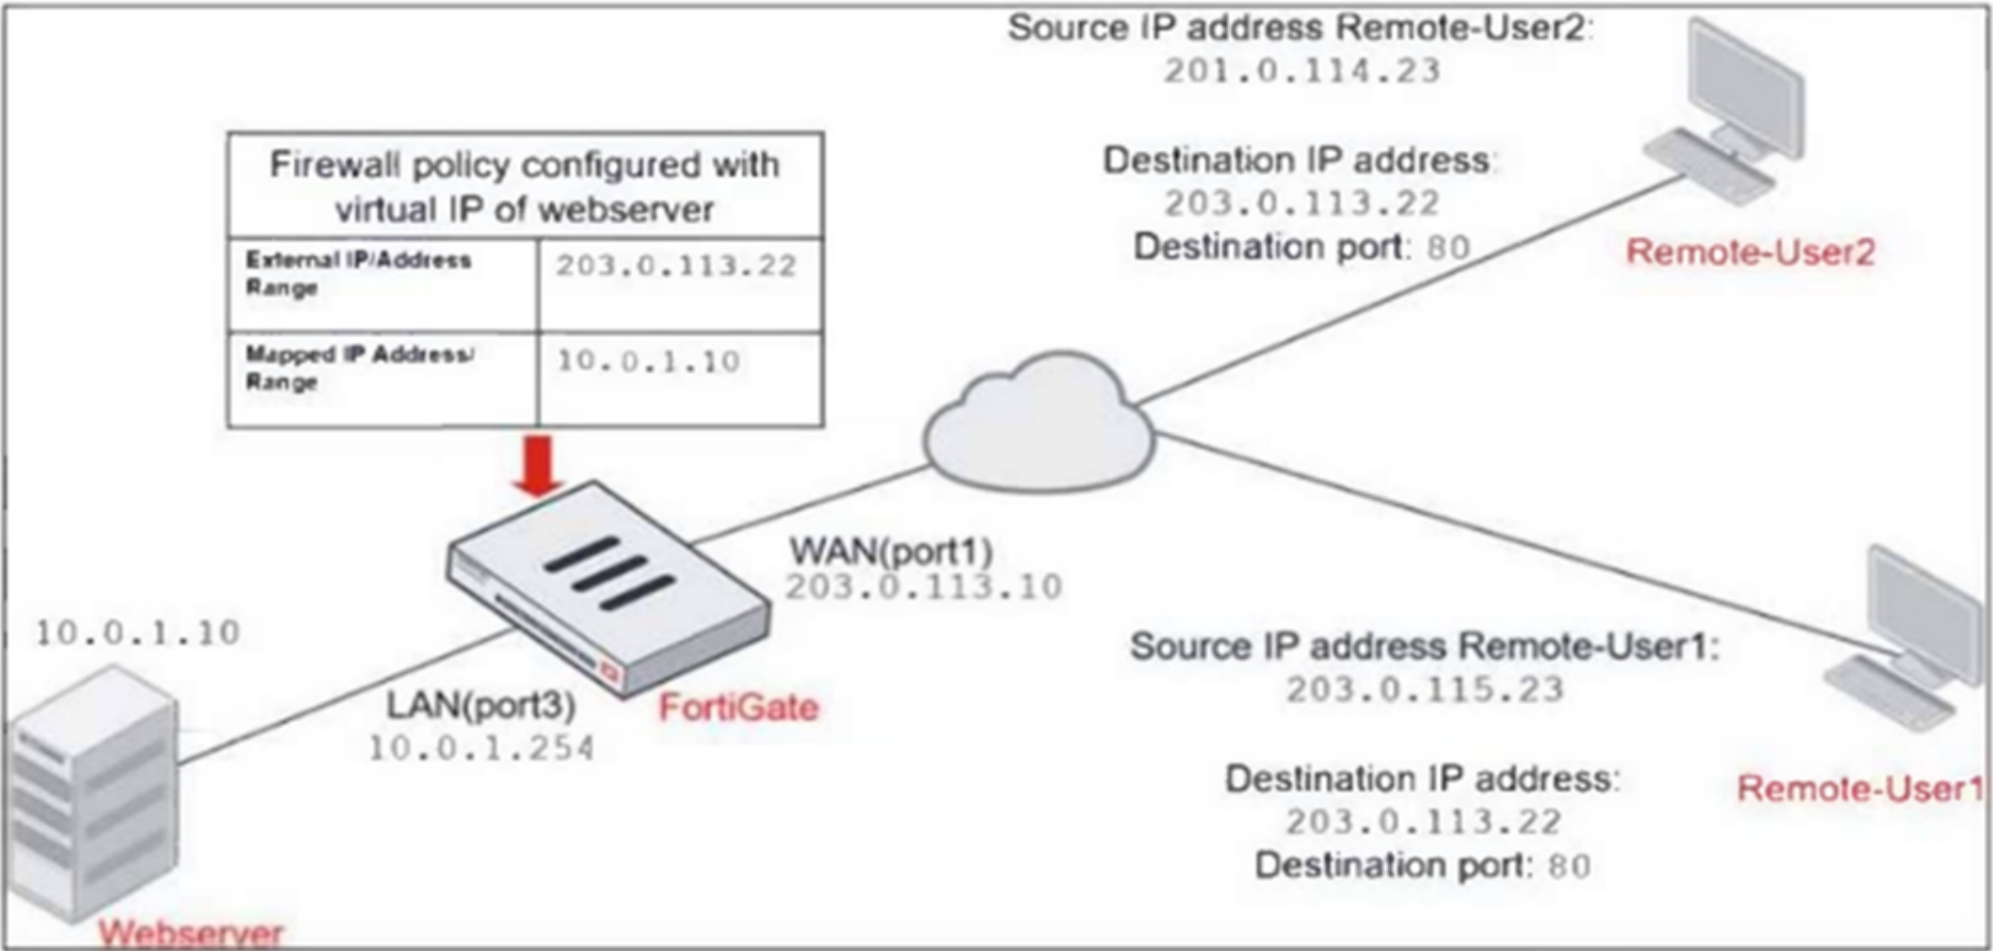 Source IP address Remote-User2:
201.0.114.23
Destination IP address:
203.0.113.22
Destination port: 80
Remote-User2
Firewall policy configured with
virtual IP of webserver
External IP/Address
Range
203.0.113.22
Mapped IP Address/
Range
10.0.1.10
WAN(port1)
203.0.113.10
10.0.1.10
LAN(port3)
10.0.1.254
FortiGate
Webserver
Source IP address Remote-User1:
203.0.115.23
Destination IP address:
203.0.113.22
Destination port: 80
Remote-User1